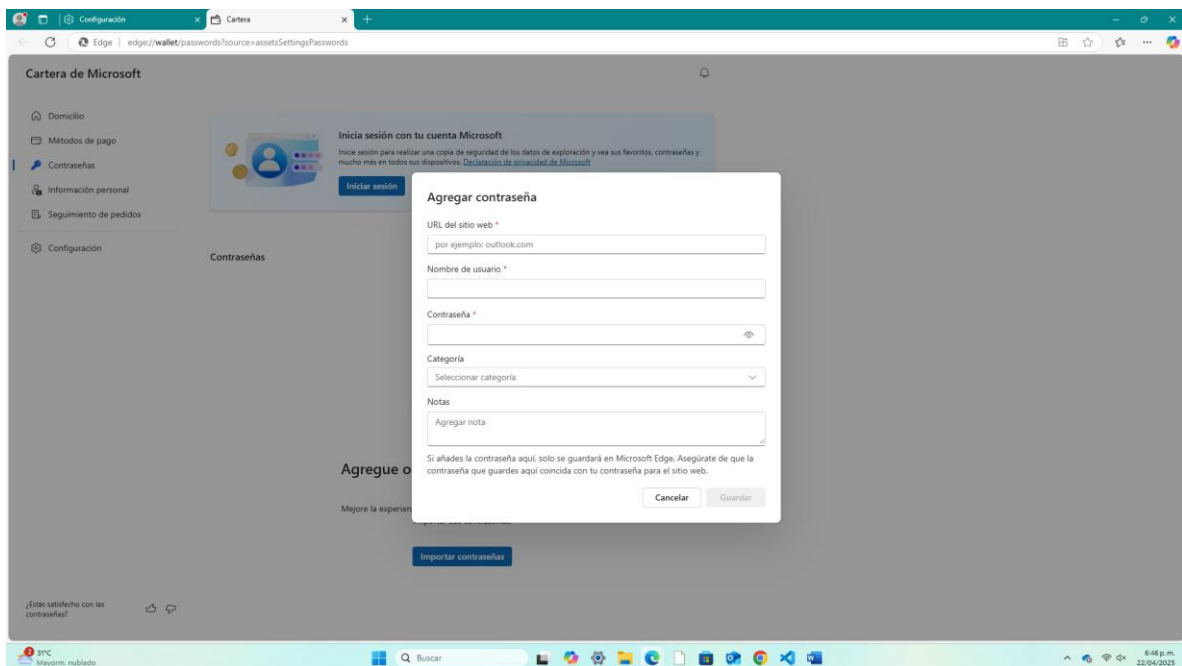 Configuración
Cartera
Edge
edge://wallet/passwords?source=assetsSettingsPasswords
Cartera de Microsoft
Domicilio
Métodos de pago
Contraseñas
Información personal
Seguimiento de pedidos
Configuración
Inicia sesión con tu cuenta Microsoft
Inicie sesión para realizar una copia de seguridad de los datos de exploración y vea sus favoritos, contraseñas y
mucho más en todos sus dispositivos. Declaración de privacidad de Microsoft
Iniciar sesión
Contraseñas
Agregar contraseña
URL del sitio web *
por ejemplo: outlook.com
Nombre de usuario *
Contraseña *
Categoría
Seleccionar categoría
Notas
Agregar nota
Si añades la contraseña aquí, solo se guardará en Microsoft Edge. Asegúrate de que la
contraseña que guardes aquí coincida con tu contraseña para el sitio web.
Cancelar
Guardar
Agregue o
Mejore la experien
Importar contraseñas
¿Estás satisfecho con las
contraseñas?
2
31°C
Mayorm. nublado
Buscar
6:46 p.m.
22/04/2025